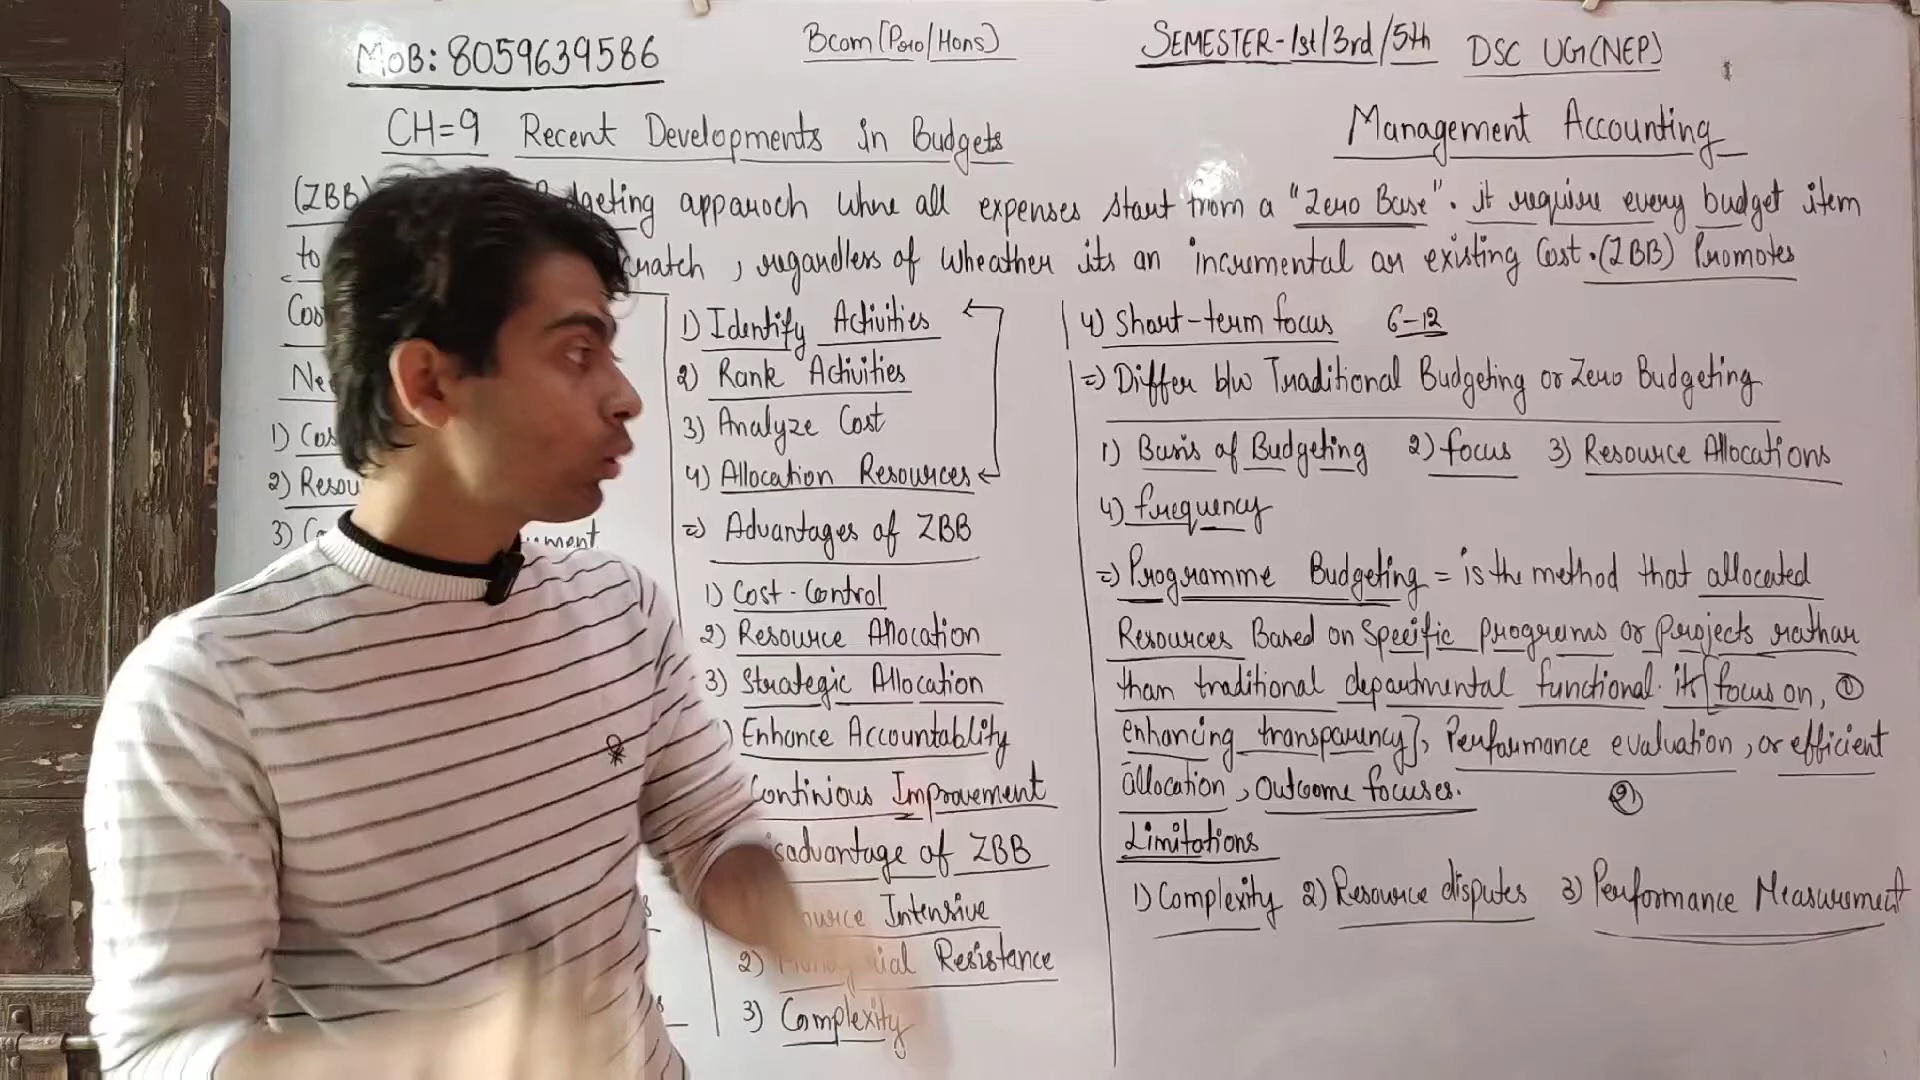 MOB: 8059639586
Bcom (Pro/Hons)
SEMESTER-1st/3rd/5th
DSC UG(NEP)
CH=9 Recent Developments in Budgets
Management Accounting
(ZBB) apparoch where all expenses start from a "Zero Base". it require every budget item
to regardless of wheather its an incremental or existing Cost. (ZBB) Promotes
1) Identify Activities
2) Rank Activities
3) Analyze Cost
4) Allocation Resources
=) Advantages of ZBB
1) Cost-Control
2) Resource Allocation
3) Strategic Allocation
) Enhance Accountablity
Continious Improvement
of ZBB
Intensive
2) Resistance
3) Complexity
4) Short-term focus 6-12
=) Differ b/w Traditional Budgeting or Zero Budgeting
1) Basis of Budgeting 2) focus 3) Resource Allocations
4) frequency
=) Programme Budgeting = is the method that allocated
Resources Based on Specific programs or projects rathar
than traditional departmental functional. it [focus on, ①
enhancing transparency], Performance evaluation, or efficient
allocation, outcome focuses. ②
Limitations
1) Complexity 2) Resource disputes 3) Performance Measurement